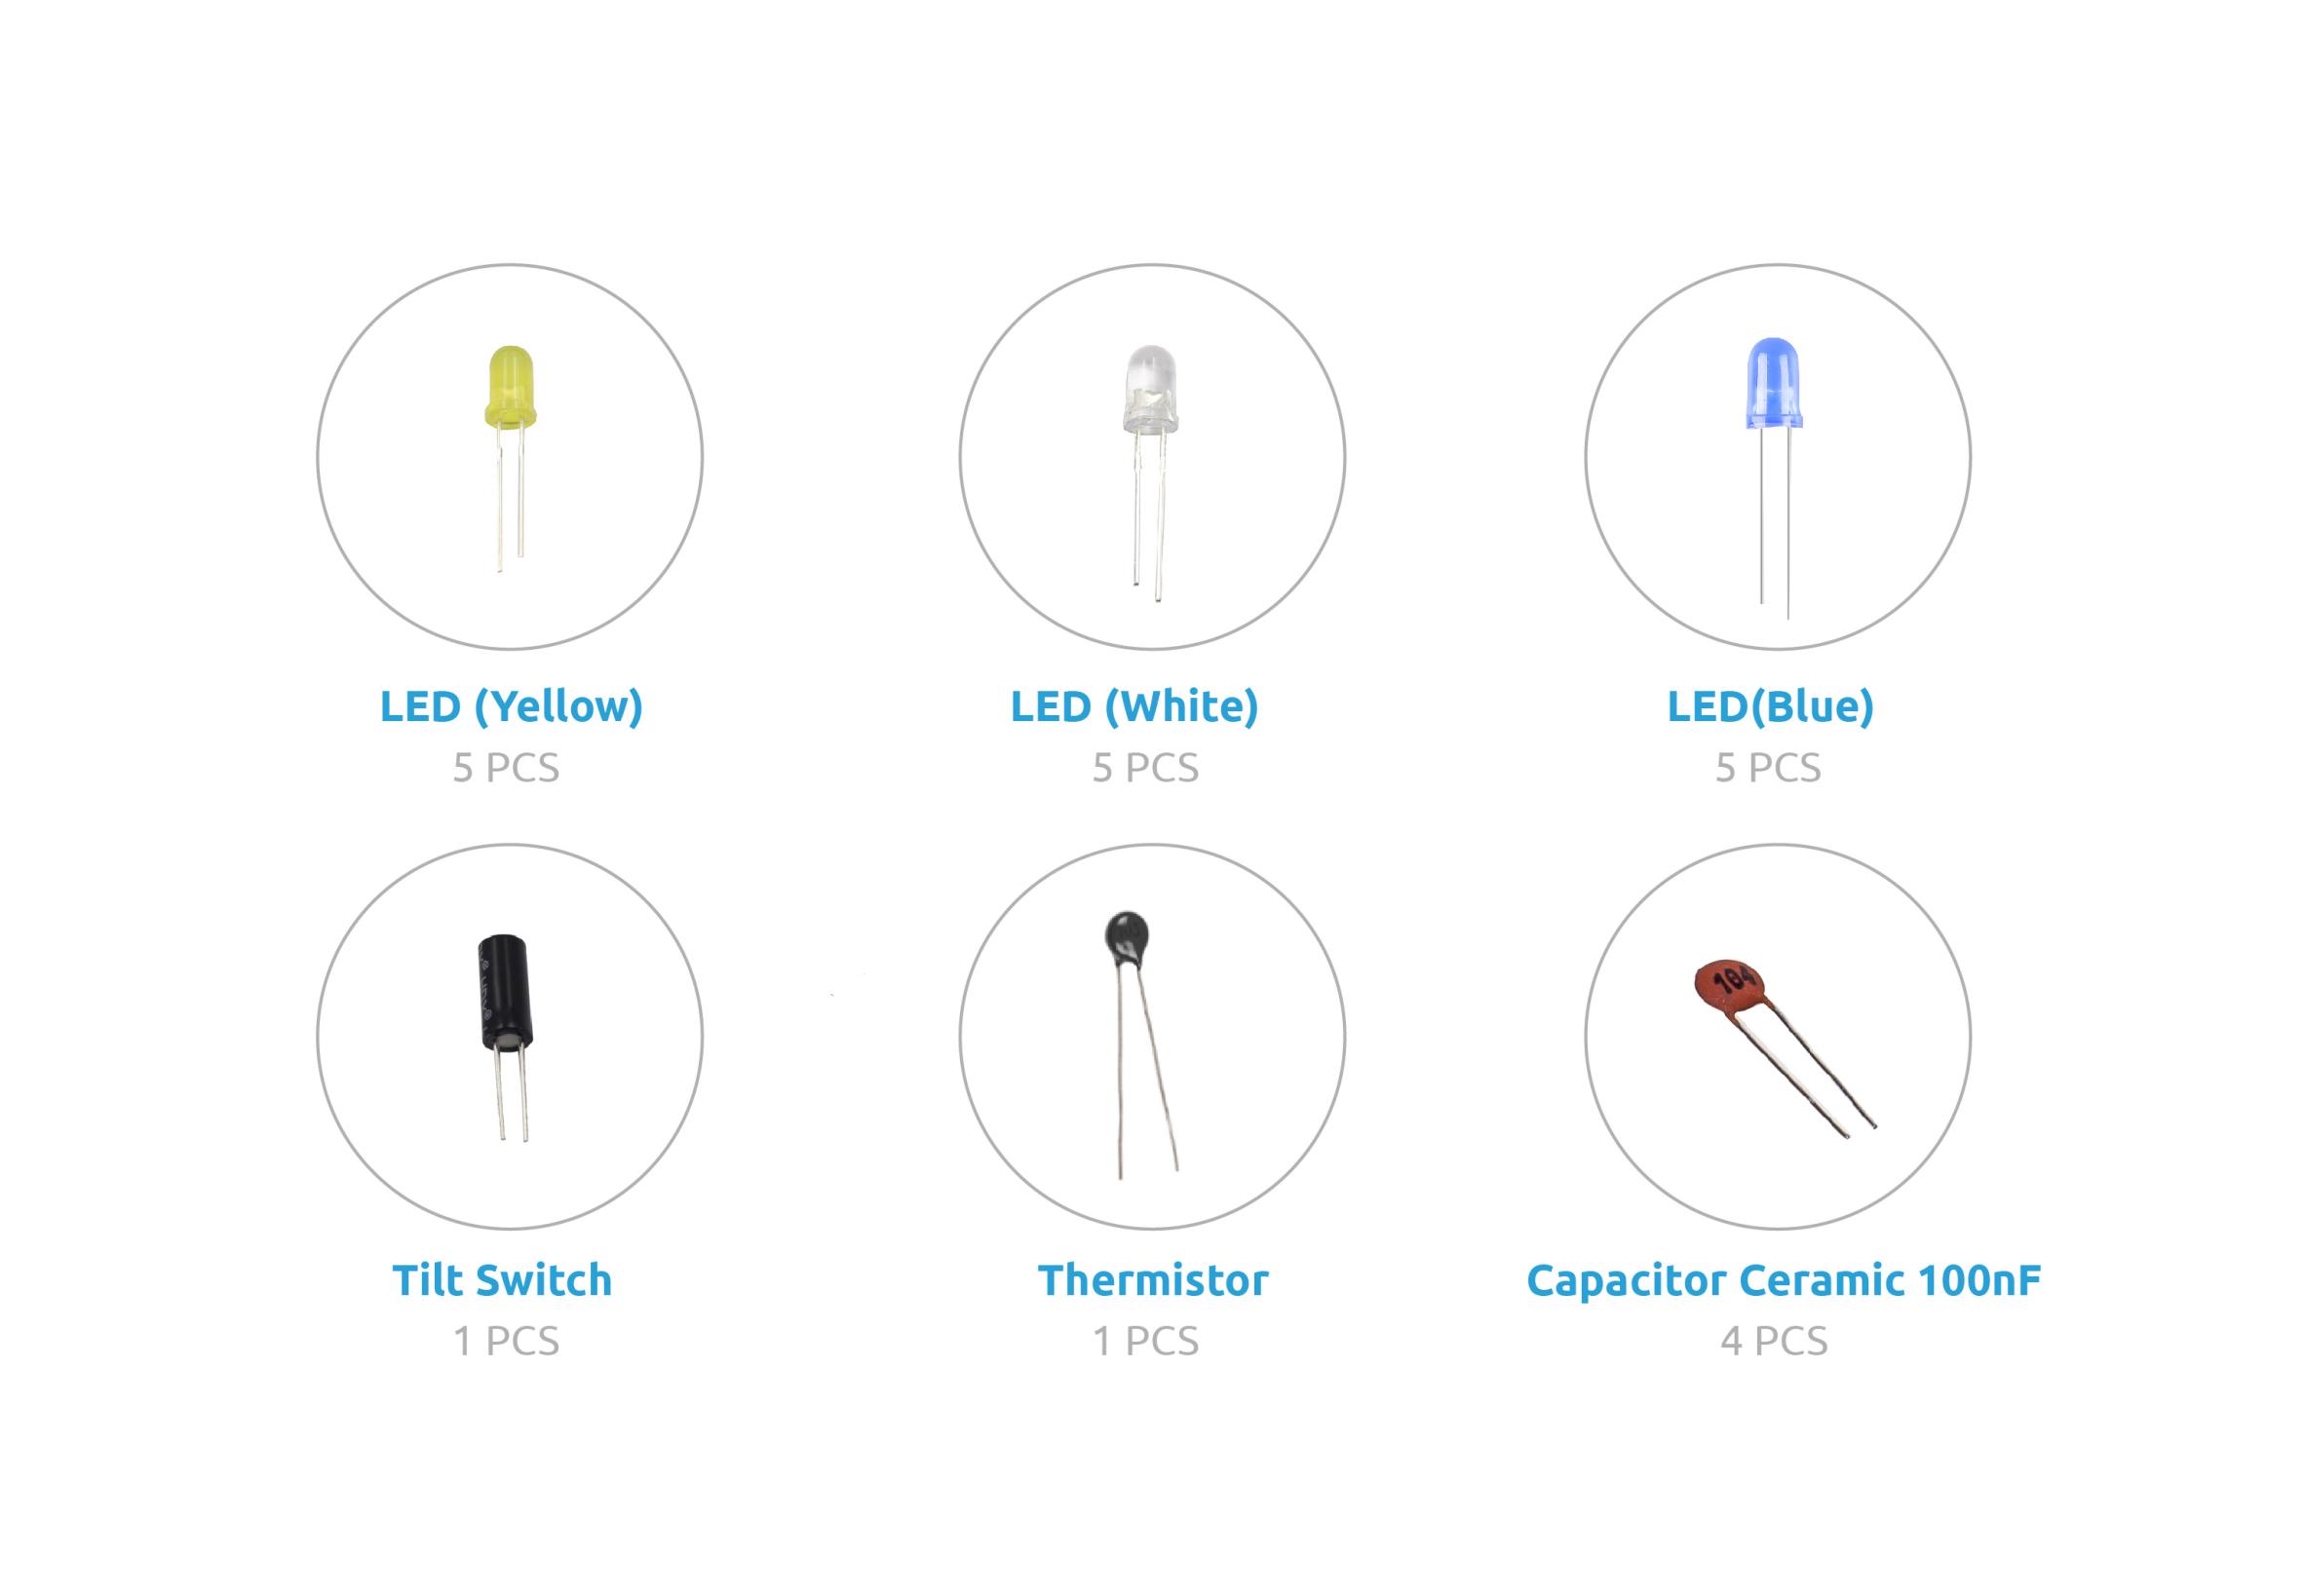 LED (Yellow)
5 PCS
LED (White)
5 PCS
LED(Blue)
5 PCS
104
Tilt Switch
1 PCS
Thermistor
1 PCS
Capacitor Ceramic 100nF
4 PCS